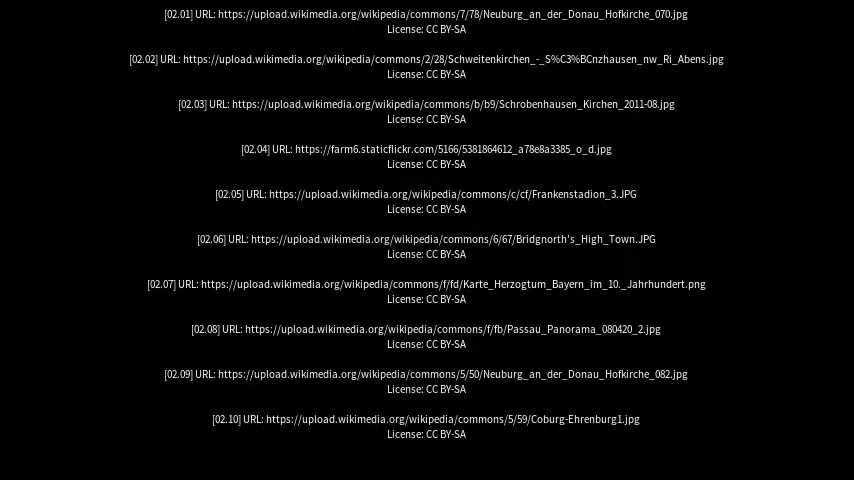 [02.01] URL: https://upload.wikimedia.org/wikipedia/commons/7/78/Neuburg_an_der_Donau_Hofkirche_070.jpg
License: CC BY-SA
[02.02] URL: https://upload.wikimedia.org/wikipedia/commons/2/28/Schweitenkirchen_-_S%C3%BCnzhausen_nw_Ri_Abens.jpg
License: CC BY-SA
[02.03] URL: https://upload.wikimedia.org/wikipedia/commons/b/b9/Schrobenhausen_Kirchen_2011-08.jpg
License: CC BY-SA
[02.04] URL: https://farm6.staticflickr.com/5166/5381864612_a78e8a3385_o_d.jpg
License: CC BY-SA
[02.05] URL: https://upload.wikimedia.org/wikipedia/commons/c/cf/Frankenstadion_3.JPG
License: CC BY-SA
[02.06] URL: https://upload.wikimedia.org/wikipedia/commons/6/67/Bridgnorth's_High_Town.JPG
License: CC BY-SA
[02.07] URL: https://upload.wikimedia.org/wikipedia/commons/f/fd/Karte_Herzogtum_Bayern_im_10._Jahrhundert.png
License: CC BY-SA
[02.08] URL: https://upload.wikimedia.org/wikipedia/commons/f/fb/Passau_Panorama_080420_2.jpg
License: CC BY-SA
[02.09] URL: https://upload.wikimedia.org/wikipedia/commons/5/50/Neuburg_an_der_Donau_Hofkirche_082.jpg
License: CC BY-SA
[02.10] URL: https://upload.wikimedia.org/wikipedia/commons/5/59/Coburg-Ehrenburg1.jpg
License: CC BY-SA